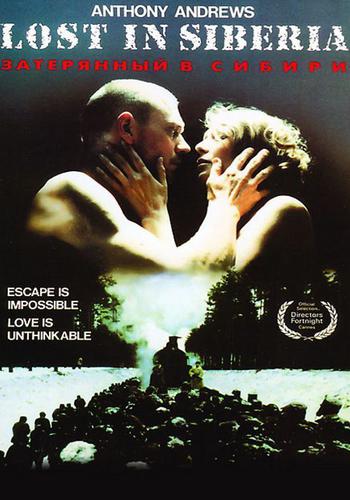 ANTHONY ANDREWS
LOST IN SIBERIA
ЗАТЕРЯННЫЙ В СИБИРИ
ESCAPE IS
IMPOSSIBLE
LOVE IS
UNTHINKABLE
Official
Selection
Directors
Fortnight
Cannes